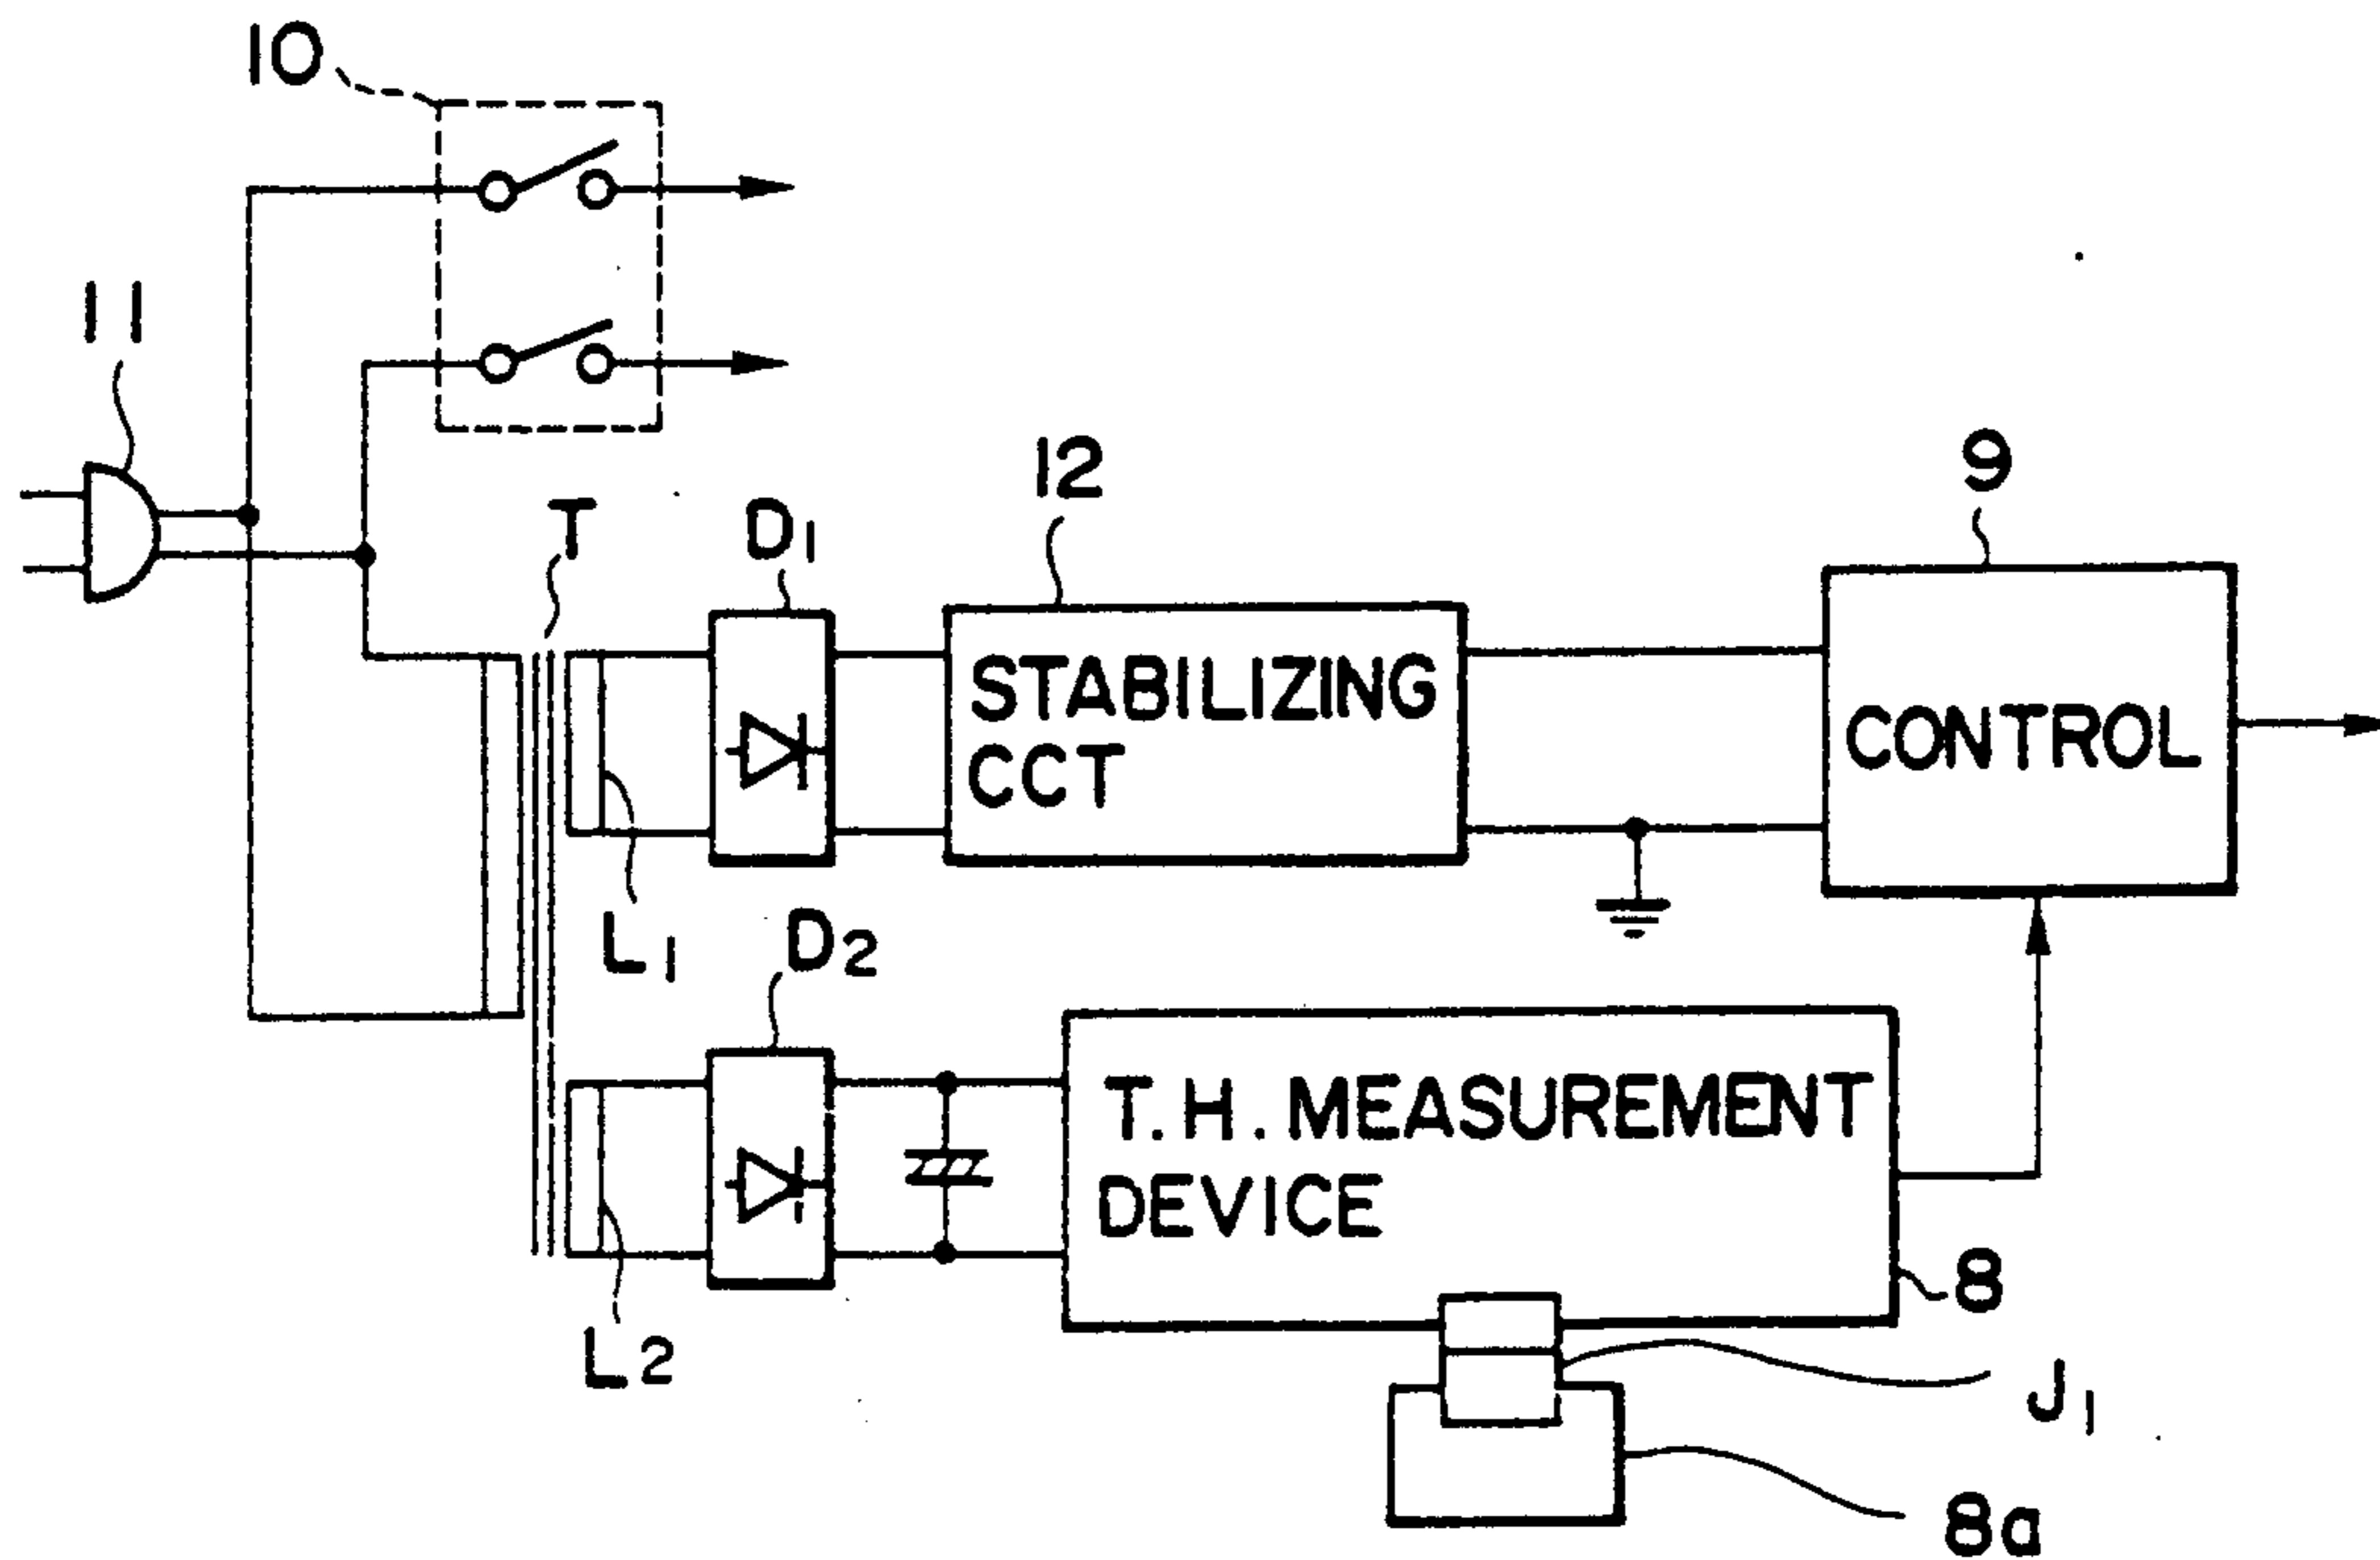 10
11
12
9
T
D1
STABILIZING
CCT
CONTROL
L1
D2
T.H. MEASUREMENT
DEVICE
8
L2
J1
8a